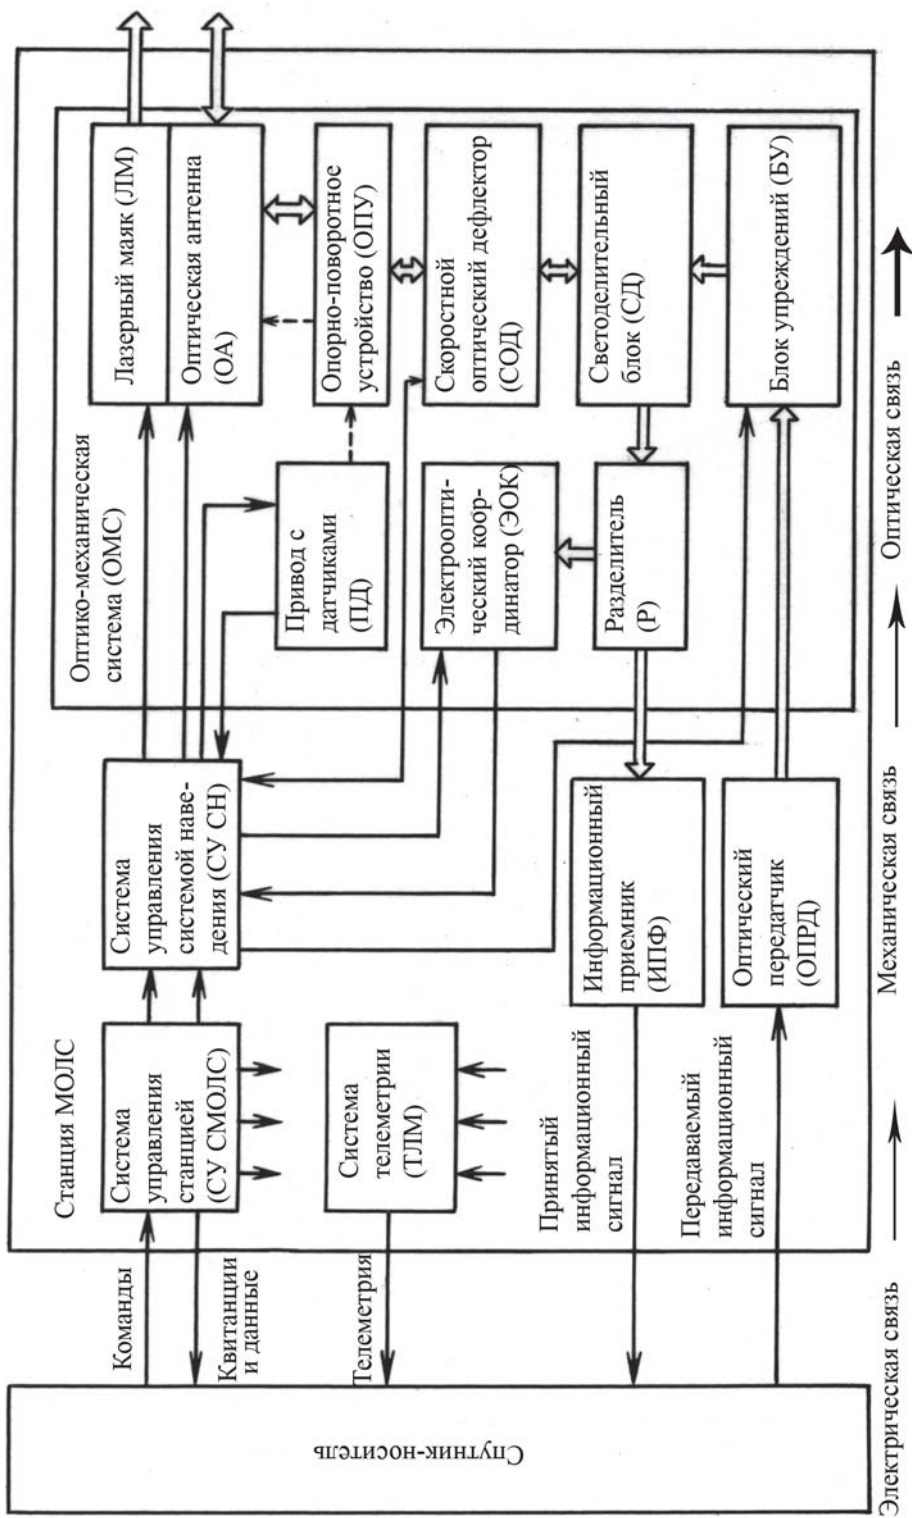 Спутник-носитель
Команды
Квитанции
и данные
Телеметрия
Станция МОЛС
Система
управления
станцией
(СУ СМОЛС)
Система
телеметрии
(ТЛМ)
Принятый
информационный
сигнал
Передаваемый
информационный
сигнал
Система
управления
системой наве-
дения (СУ СН)
Информационный
приемник
(ИПФ)
Оптический
передатчик
(ОПРД)
Оптико-механическая
система (ОМС)
Привод с
датчиками
(ПД)
Электроопти-
ческий коор-
динатор (ЭОК)
Разделитель
(Р)
Лазерный маяк (ЛМ)
Оптическая антенна
(ОА)
Опорно-поворотное
устройство (ОПУ)
Скоростной
оптический дефлектор
(СОД)
Светоделительный
блок (СД)
Блок упреждений (БУ)
Электрическая связь
Механическая связь
Оптическая связь